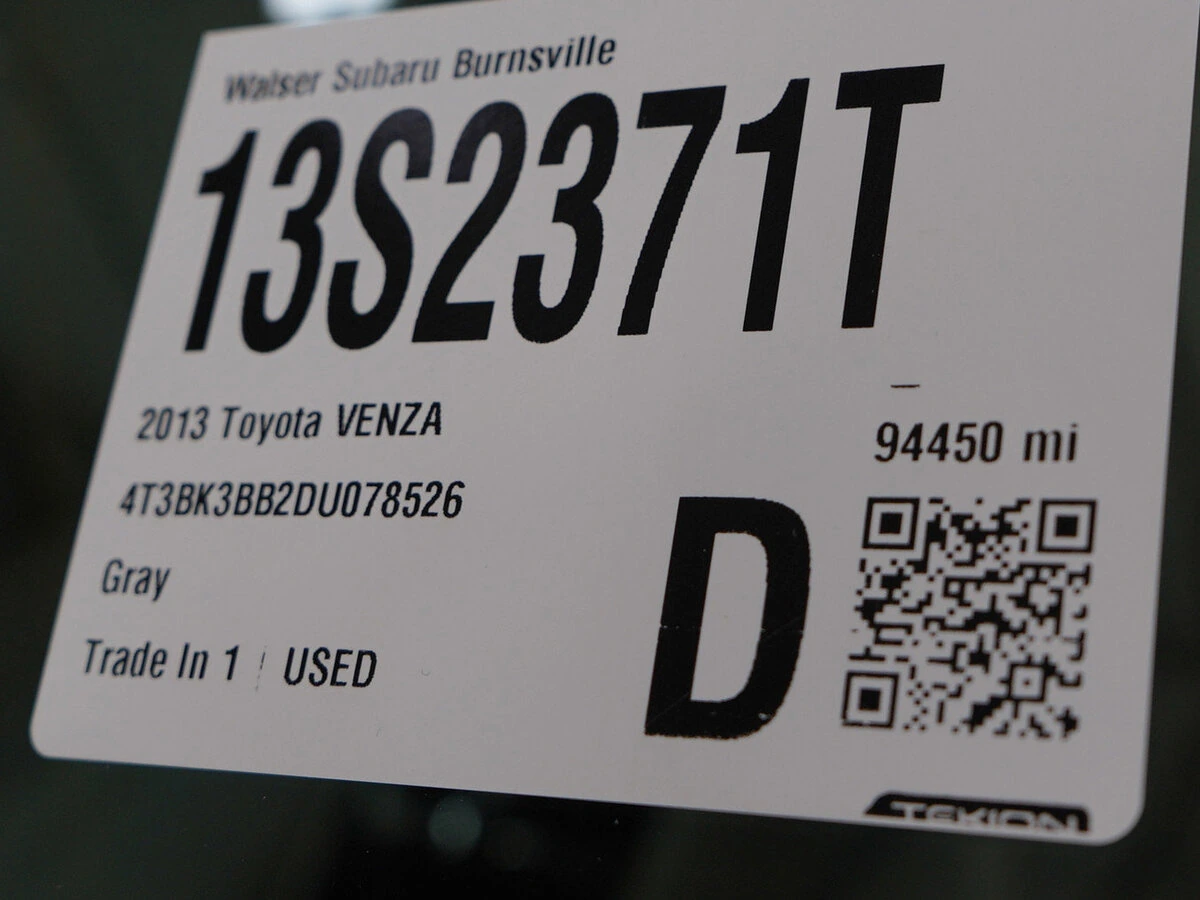 Walser Subaru Burnsville
13S2371T
2013 Toyota VENZA
94450 mi
4T3BK3BB2DU078526
D
Gray
Trade In 1 | USED
TEKION